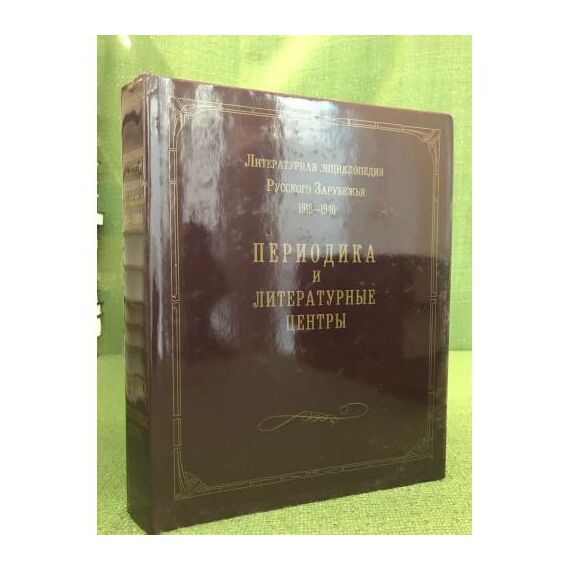 Литературная энциклопедия
Русского Зарубежья
1918–1940
ПЕРИОДИКА
И
ЛИТЕРАТУРНЫЕ
ЦЕНТРЫ